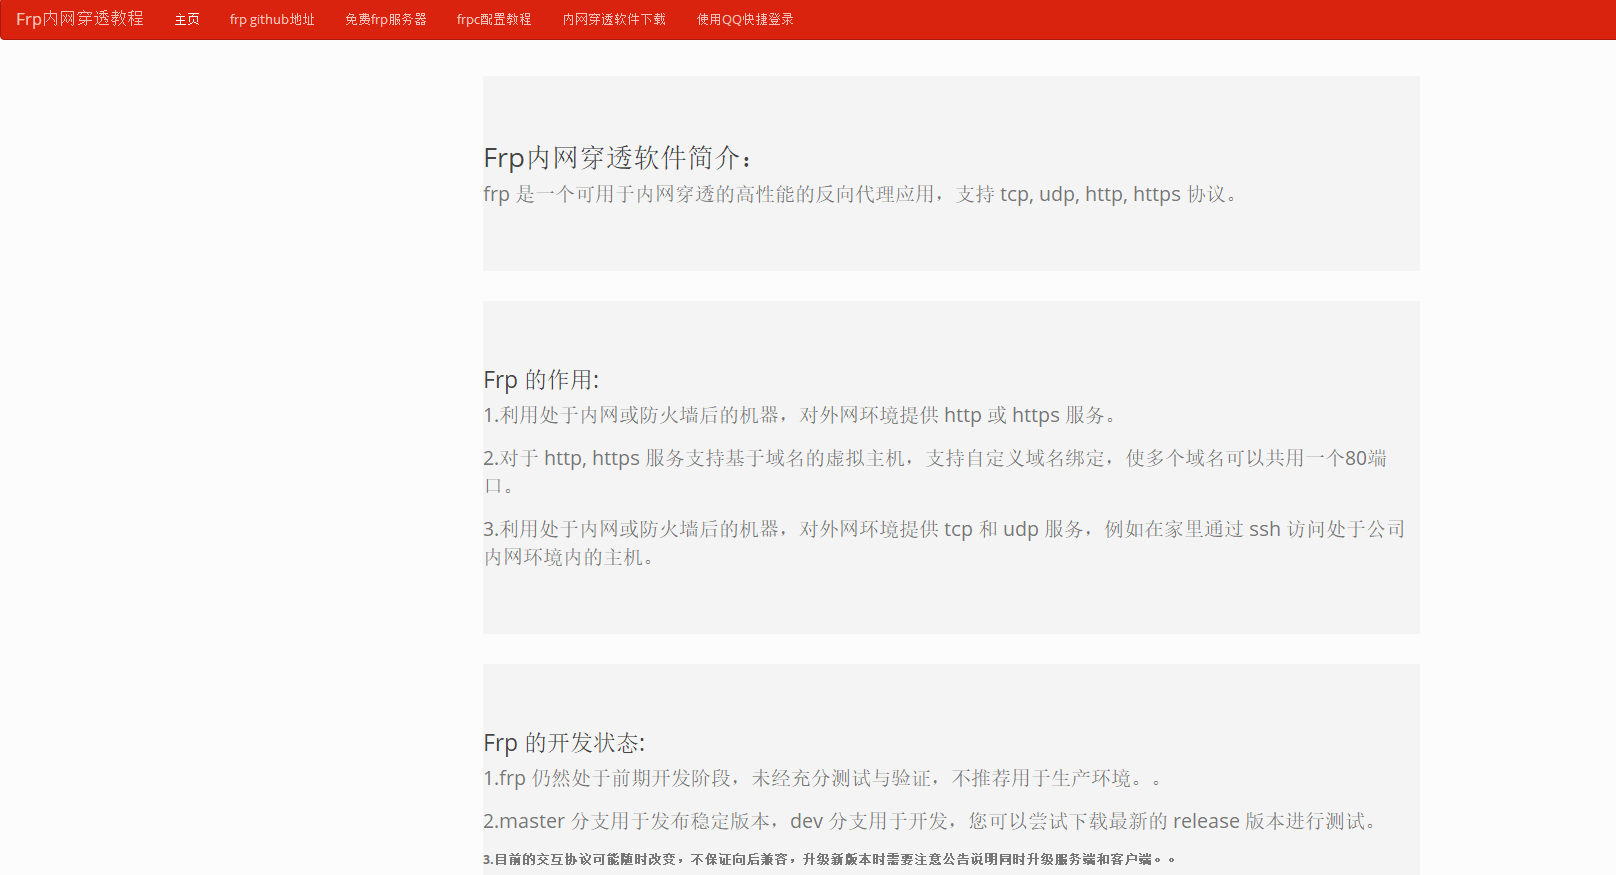 Frp内网穿透教程 主页 frp github地址 免费frp服务器 frpc配置教程 内网穿透软件下载 使用QQ快捷登录
Frp内网穿透软件简介：
frp 是一个可用于内网穿透的高性能的反向代理应用，支持 tcp, udp, http, https 协议。
Frp 的作用:
1.利用处于内网或防火墙后的机器，对外网环境提供 http 或 https 服务。
2.对于 http, https 服务支持基于域名的虚拟主机，支持自定义域名绑定，使多个域名可以共用一个80端
口。
3.利用处于内网或防火墙后的机器，对外网环境提供 tcp 和 udp 服务，例如在家里通过 ssh 访问处于公司
内网环境内的主机。
Frp 的开发状态:
1.frp 仍然处于前期开发阶段，未经充分测试与验证，不推荐用于生产环境。。
2.master 分支用于发布稳定版本，dev 分支用于开发，您可以尝试下载最新的 release 版本进行测试。
3.目前的交互协议可能随时改变，不保证向后兼容，升级新版本时需要注意公告说明同时升级服务端和客户端。。